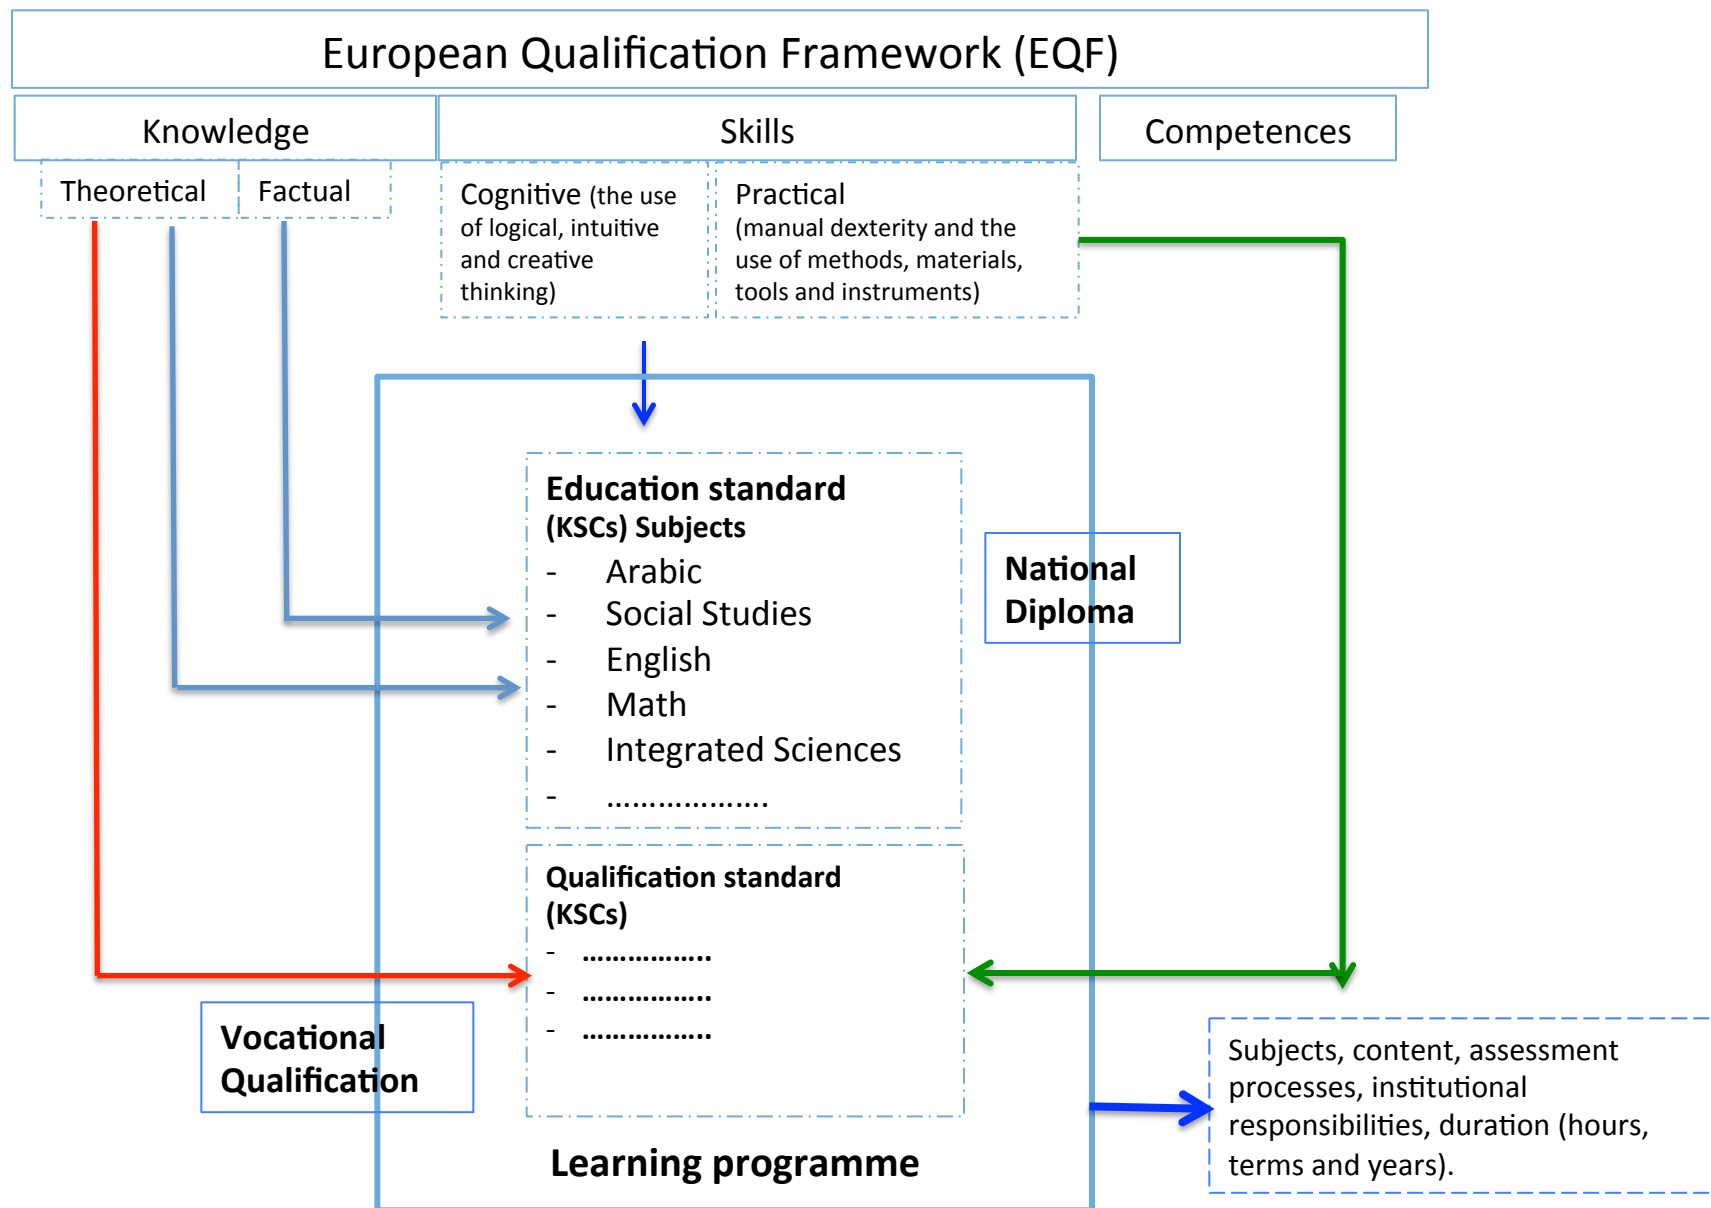 European Qualification Framework (EQF)
Knowledge
Skills
Competences
Theoretical
Factual
Cognitive (the use
of logical, intuitive
and creative
thinking)
Practical
(manual dexterity and the
use of methods, materials,
tools and instruments)
Education standard
(KSCs) Subjects
- Arabic
- Social Studies
- English
- Math
- Integrated Sciences
- ……………….
National
Diploma
Qualification standard
(KSCs)
- ……………..
- ……………..
- ……………..
Vocational
Qualification
Subjects, content, assessment
processes, institutional
responsibilities, duration (hours,
terms and years).
Learning programme